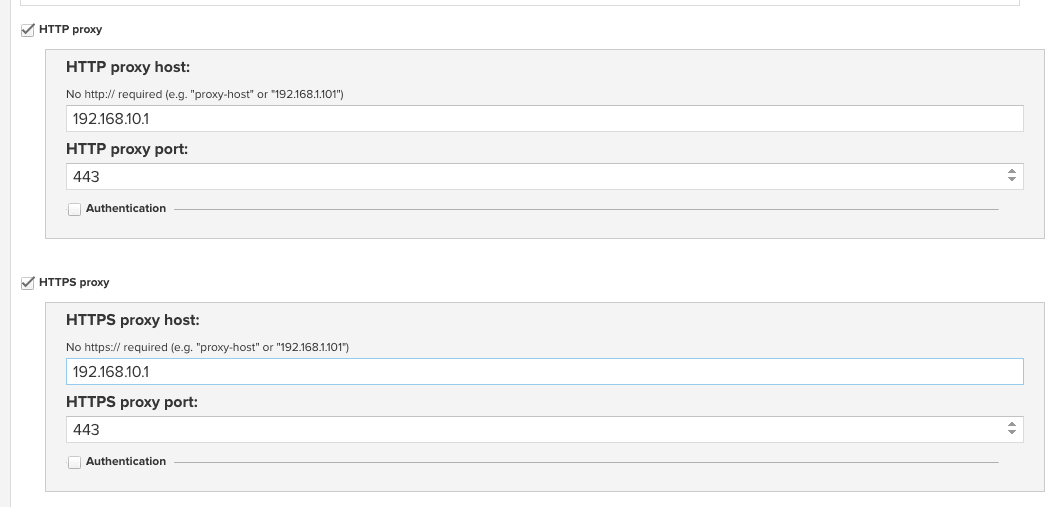 HTTP proxy
HTTP proxy host:
No http:// required (e.g. "proxy-host" or "192.168.1.101")
192.168.10.1
HTTP proxy port:
443
Authentication
HTTPS proxy
HTTPS proxy host:
No https:// required (e.g. "proxy-host" or "192.168.1.101")
192.168.10.1
HTTPS proxy port:
443
Authentication